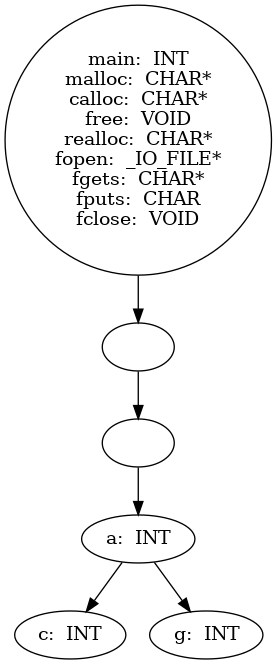 main:  INT
malloc:  CHAR*
calloc:  CHAR*
free:  VOID
realloc:  CHAR*
fopen:  _IO_FILE*
fgets:  CHAR*
fputs:  CHAR
fclose:  VOID
a:  INT
c:  INT
g:  INT